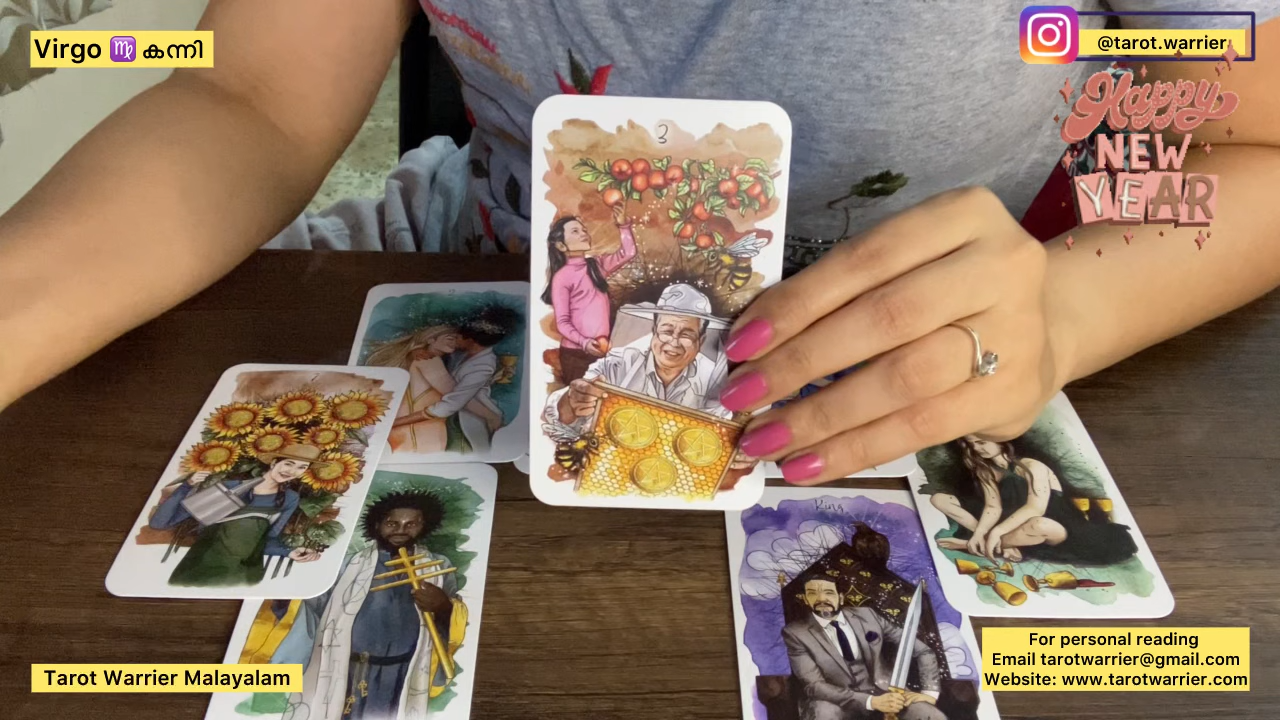 Virgo ♍ കന്നി
@tarot.warrier
Happy
NEW
YEAR
3
King
Tarot Warrier Malayalam
For personal reading
Email tarotwarrier@gmail.com
Website: www.tarotwarrier.com